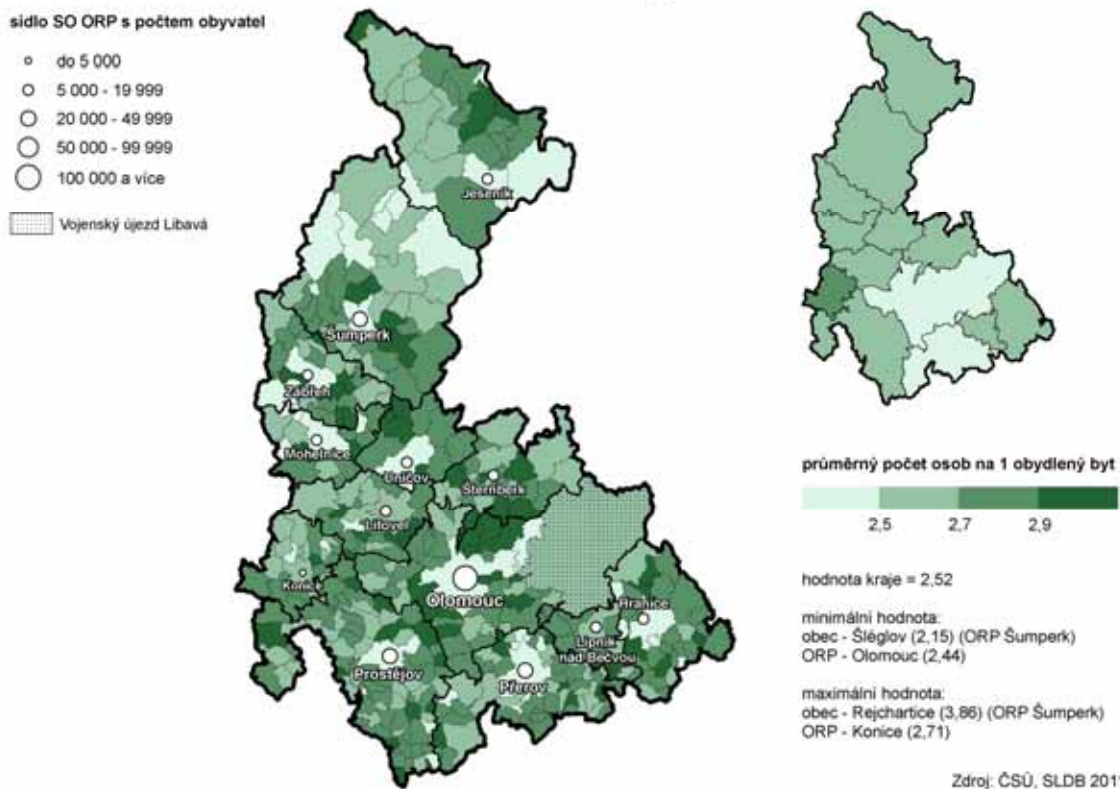 sídlo SO ORP s počtem obyvatel
do 5 000
5 000 - 19 999
20 000 - 49 999
50 000 - 99 999
100 000 a více
Vojenský újezd Libavá
Jeseník
Šumperk
Zábřeh
Mohelnice
Uničov
Šternberk
Litovel
Konice
Olomouc
Hranice
Lipník
nad Bečvou
Prostějov
Přerov
průměrný počet osob na 1 obydlený byt
2,5 2,7 2,9
hodnota kraje = 2,52
minimální hodnota:
obec - Šléglov (2,15) (ORP Šumperk)
ORP - Olomouc (2,44)
maximální hodnota:
obec - Rejchartice (3,86) (ORP Šumperk)
ORP - Konice (2,71)
Zdroj: ČSÚ, SLDB